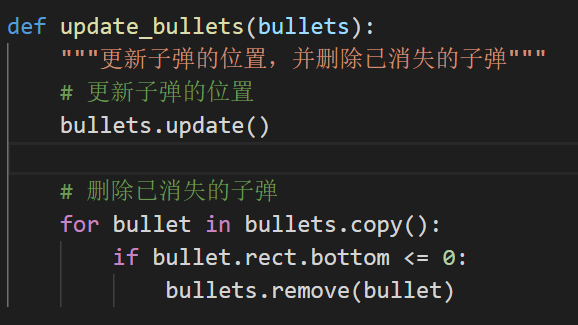 def update_bullets(bullets):
    """更新子弹的位置，并删除已消失的子弹"""
    # 更新子弹的位置
    bullets.update()

    # 删除已消失的子弹
    for bullet in bullets.copy():
        if bullet.rect.bottom <= 0:
            bullets.remove(bullet)